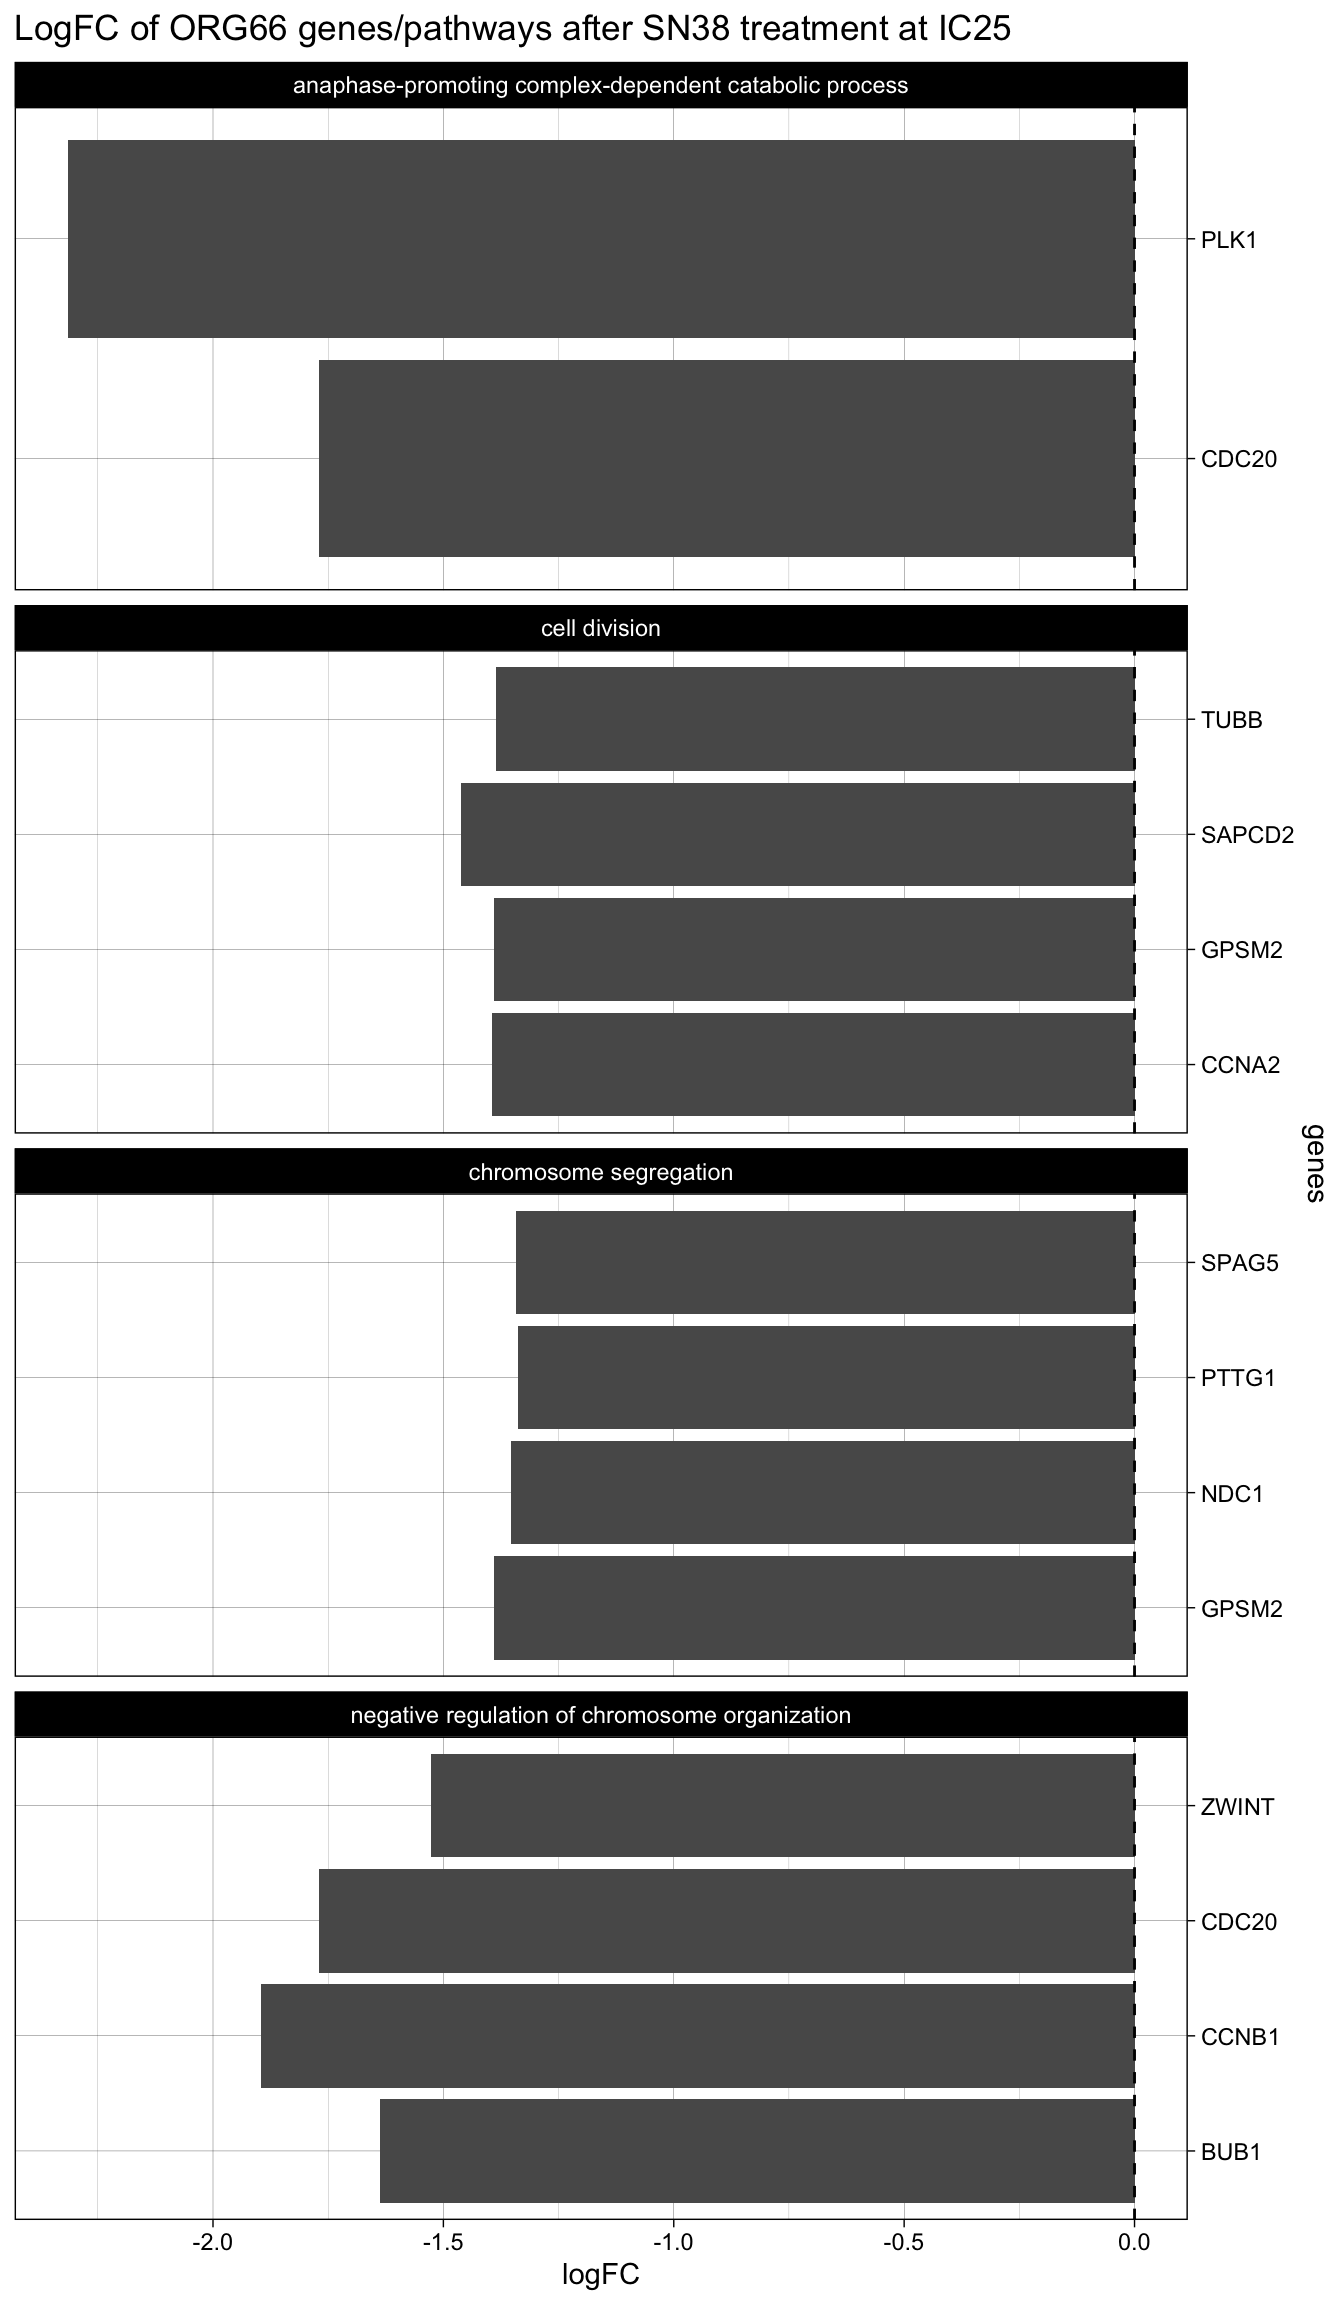 LogFC of ORG66 genes/pathways after SN38 treatment at IC25
anaphase-promoting complex-dependent catabolic process
PLK1
CDC20
cell division
TUBB
SAPCD2
GPSM2
CCNA2
genes
chromosome segregation
SPAG5
PTTG1
NDC1
GPSM2
negative regulation of chromosome organization
ZWINT
CDC20
CCNB1
BUB1
-2.0 -1.5 -1.0 -0.5 0.0
logFC